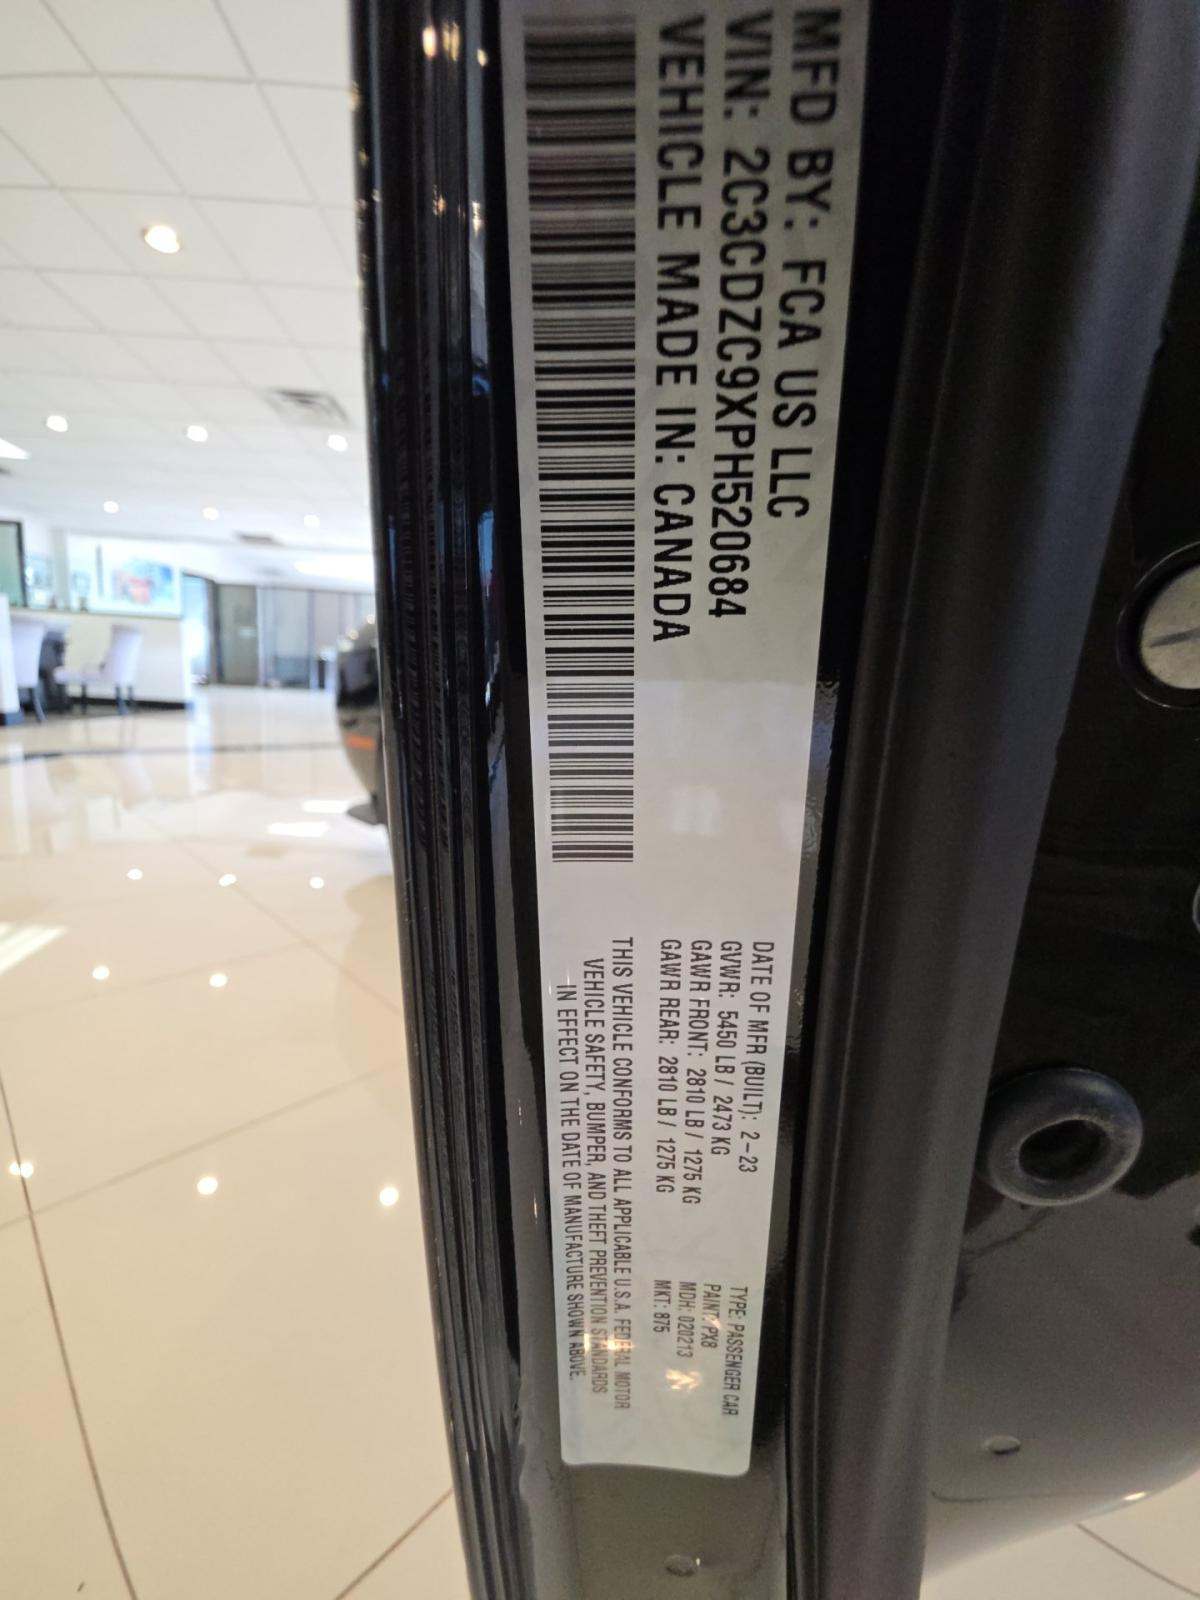 MFD BY: FCA US LLC
VIN: 2C3CDZC9XPH520684
VEHICLE MADE IN: CANADA
DATE OF MFR (BUILT): 2-23
GVWR: 5450 LB / 2473 KG
GAWR FRONT: 2810 LB / 1275 KG
GAWR REAR: 2810 LB / 1275 KG
THIS VEHICLE CONFORMS TO ALL APPLICABLE U.S.A. FEDERAL MOTOR
VEHICLE SAFETY, BUMPER, AND THEFT PREVENTION STANDARDS
IN EFFECT ON THE DATE OF MANUFACTURE SHOWN ABOVE.
TYPE: PASSENGER CAR
PAINT: PX8
MDH: 020213
MKT: 875